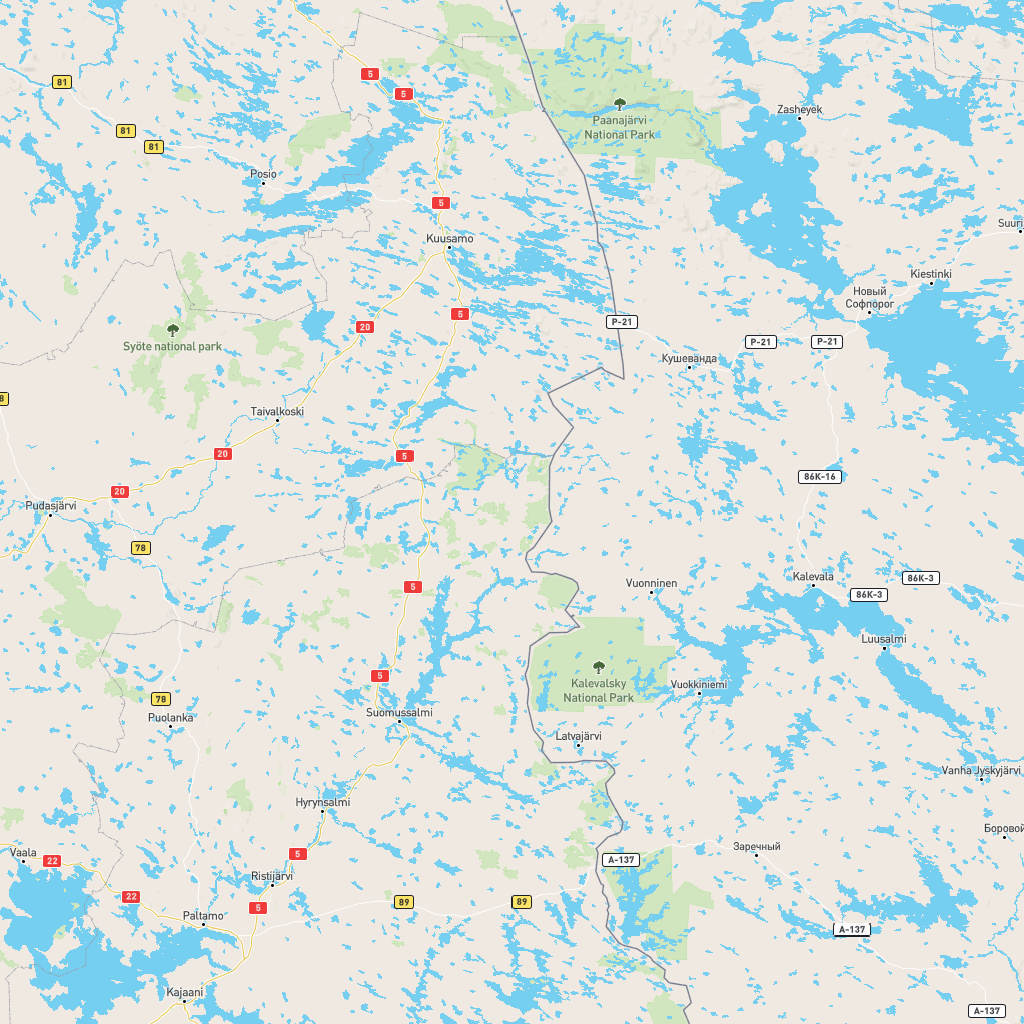 5
81
5
Zasheyek
Paanajärvi
National Park
81
81
Posio
5
Suuri
Kuusamo
Kiestinki
Новый
Софпорог
5
P-21
20
Syöte national park
P-21
P-21
Кушеванда
8
Taivalkoski
20
5
86K-16
20
Pudasjärvi
78
5
Vuonninen
Kalevala
86K-3
86K-3
Luusalmi
5
Kalevalsky
National Park
Vuokkiniemi
78
Puolanka
Suomussalmi
Latvajärvi
Vanha Jyskyjärvi
Hyrynsalmi
Боровой
Vaala
22
5
A-137
Заречный
Ristijärvi
22
5
89
89
Paltamo
A-137
Kajaani
A-137